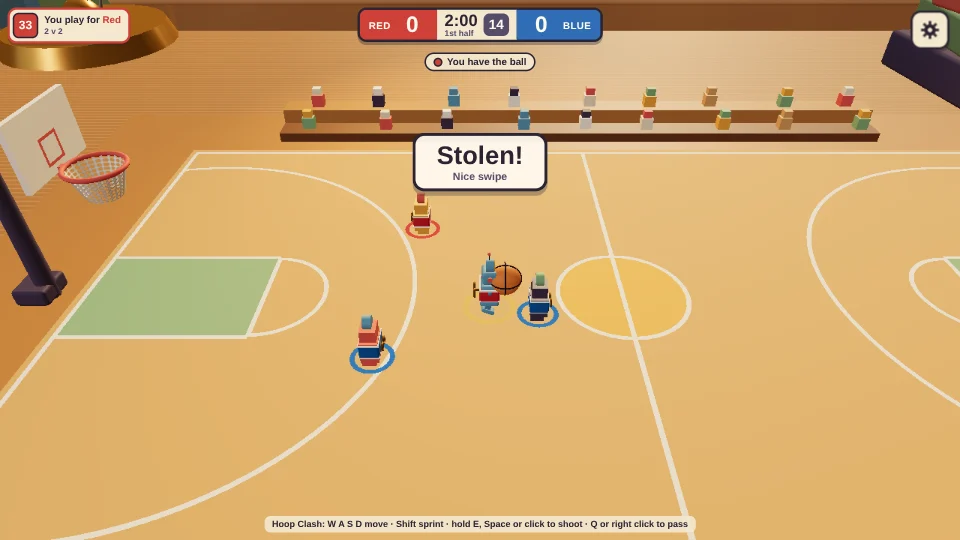 33
You play for Red
2 v 2
RED 0
2:00
1st half
14
0 BLUE
You have the ball
Stolen!
Nice swipe
Hoop Clash: W A S D move · Shift sprint · hold E, Space or click to shoot · Q or right click to pass